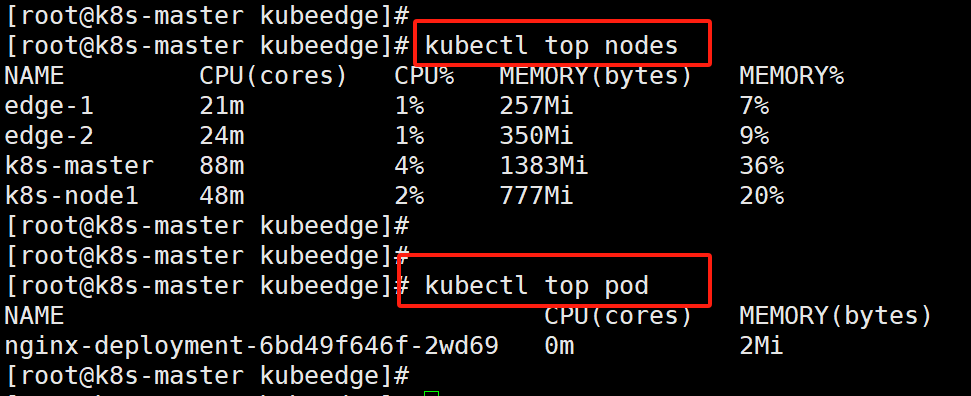 [root@k8s-master kubeedge]#
[root@k8s-master kubeedge]# kubectl top nodes
NAME         CPU(cores)   CPU%   MEMORY(bytes)   MEMORY%
edge-1       21m          1%     257Mi           7%
edge-2       24m          1%     350Mi           9%
k8s-master   88m          4%     1383Mi          36%
k8s-node1    48m          2%     777Mi           20%
[root@k8s-master kubeedge]#
[root@k8s-master kubeedge]#
[root@k8s-master kubeedge]# kubectl top pod
NAME                                CPU(cores)   MEMORY(bytes)
nginx-deployment-6bd49f646f-2wd69   0m           2Mi
[root@k8s-master kubeedge]#